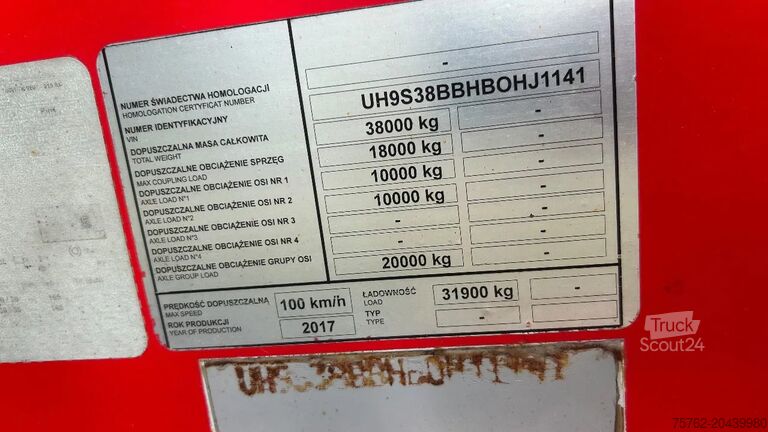 -
NUMER ŚWIADECTWA HOMOLOGACJI
HOMOLOGATION CERTYFICAT NUMBER
UH9S38BBHBOHJ1141
NUMER IDENTYFIKACYJNY
VIN
38000 kg -
DOPUSZCZALNA MASA CAŁKOWITA
TOTAL WEIGHT
18000 kg -
DOPUSZCZALNE OBCIĄŻENIE SPRZĘG
MAX COUPLING LOAD
10000 kg -
DOPUSZCZALNE OBCIĄŻENIE OSI NR 1
AXLE LOAD N°1
10000 kg -
DOPUSZCZALNE OBCIĄŻENIE OSI NR 2
AXLE LOAD N°2
- -
DOPUSZCZALNE OBCIĄŻENIE OSI NR 3
AXLE LOAD N°3
- -
DOPUSZCZALNE OBCIĄŻENIE OSI NR 4
AXLE LOAD N°4
20000 kg -
DOPUSZCZALNE OBCIĄŻENIE GRUPY OSI
AXLE GROUP LOAD
PRĘDKOŚĆ DOPUSZCZALNA 100 km/h ŁADOWNOŚĆ 31900 kg -
MAX SPEED LOAD
ROK PRODUKCJI 2017 TYP - -
YEAR OF PRODUCTION TYPE
Truck
Scout24
75782-20439980